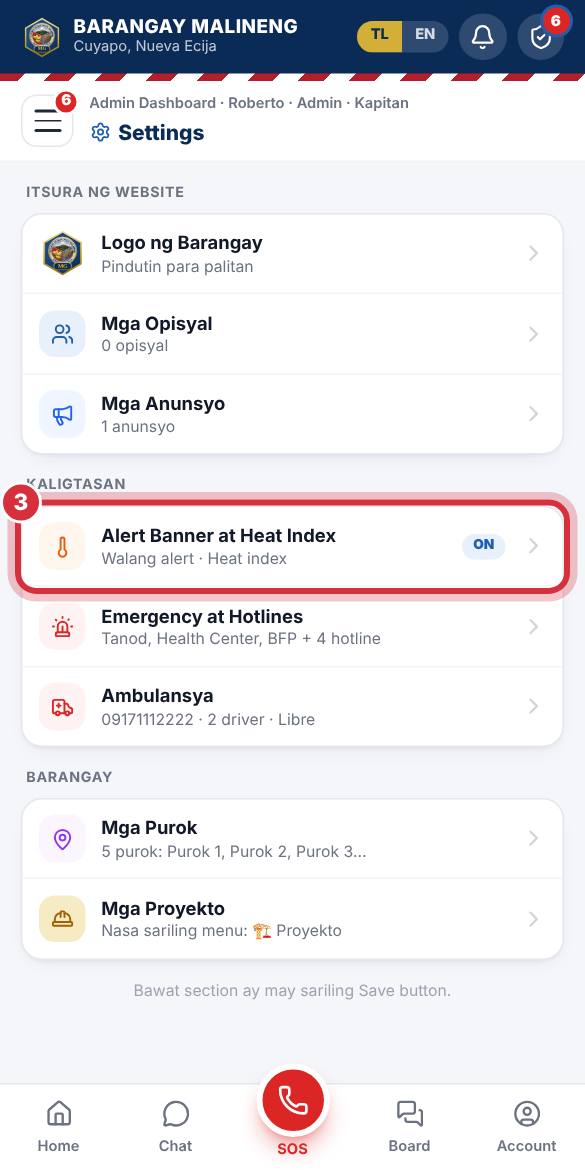 BARANGAY MALINENG
Cuyapo, Nueva Ecija
TL EN
6
6
Admin Dashboard · Roberto · Admin · Kapitan
Settings
ITSURA NG WEBSITE
Logo ng Barangay
Pindutin para palitan
Mga Opisyal
0 opisyal
Mga Anunsyo
1 anunsyo
KALIGTASAN
3
Alert Banner at Heat Index
Walang alert · Heat index
ON
Emergency at Hotlines
Tanod, Health Center, BFP + 4 hotline
Ambulansya
09171112222 · 2 driver · Libre
BARANGAY
Mga Purok
5 purok: Purok 1, Purok 2, Purok 3...
Mga Proyekto
Nasa sariling menu: 🏗️ Proyekto
Bawat section ay may sariling Save button.
Home
Chat
SOS
Board
Account